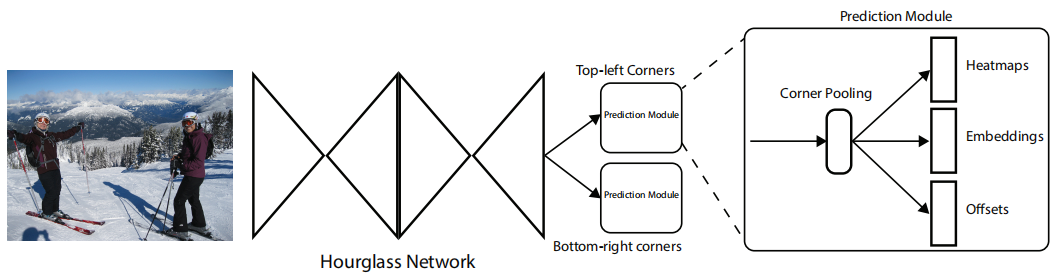 Prediction Module
Top-left Corners
Heatmaps
Corner Pooling
Prediction Module
Embeddings
Prediction Module
Offsets
Bottom-right corners
Hourglass Network